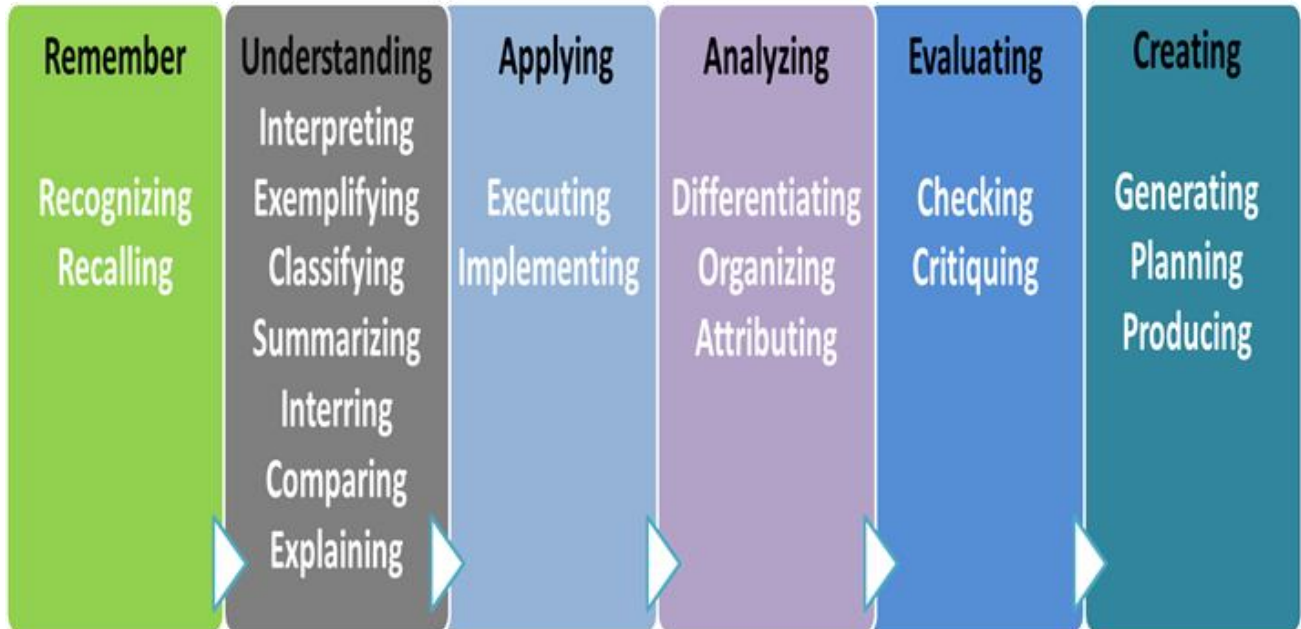 Remember
Recognizing
Recalling
Understanding
Interpreting
Exemplifying
Classifying
Summarizing
Interring
Comparing
Explaining
Applying
Executing
Implementing
Analyzing
Differentiating
Organizing
Attributing
Evaluating
Checking
Critiquing
Creating
Generating
Planning
Producing